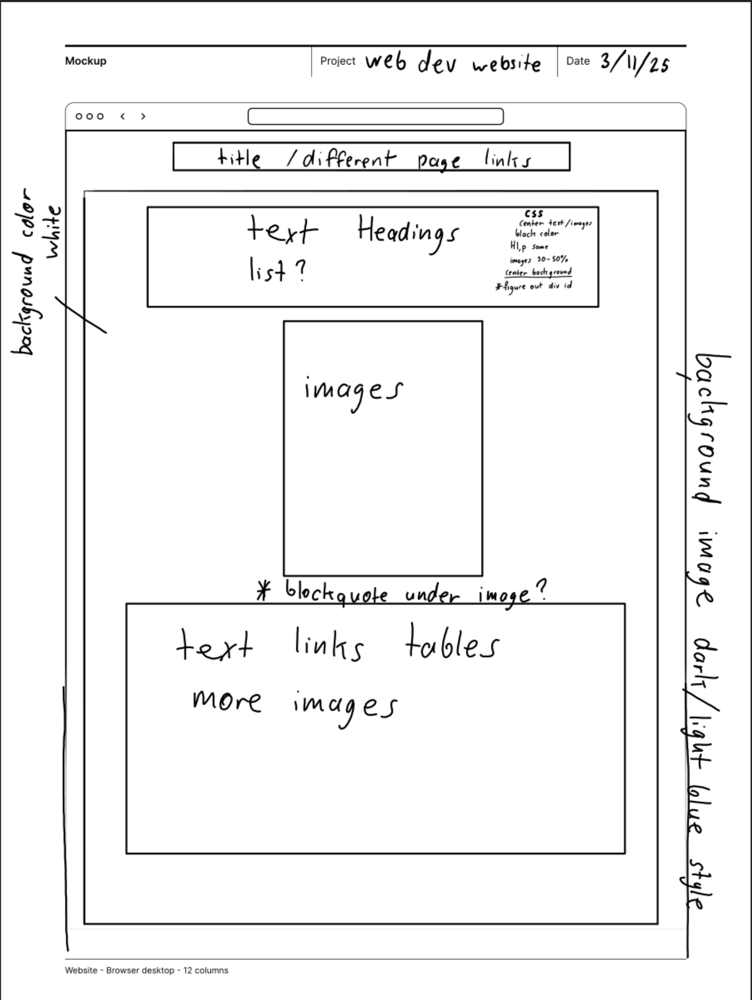 Mockup
Project web dev website
Date 3/11/25
title /different page links
background color
white
text Headings
list?
CSS
center text/images
black color
H1,p same
images 30-50%
center background
*figure out div id
images
background image dark/light blue style
* blockquote under image?
text links tables
more images
Website - Browser desktop - 12 columns